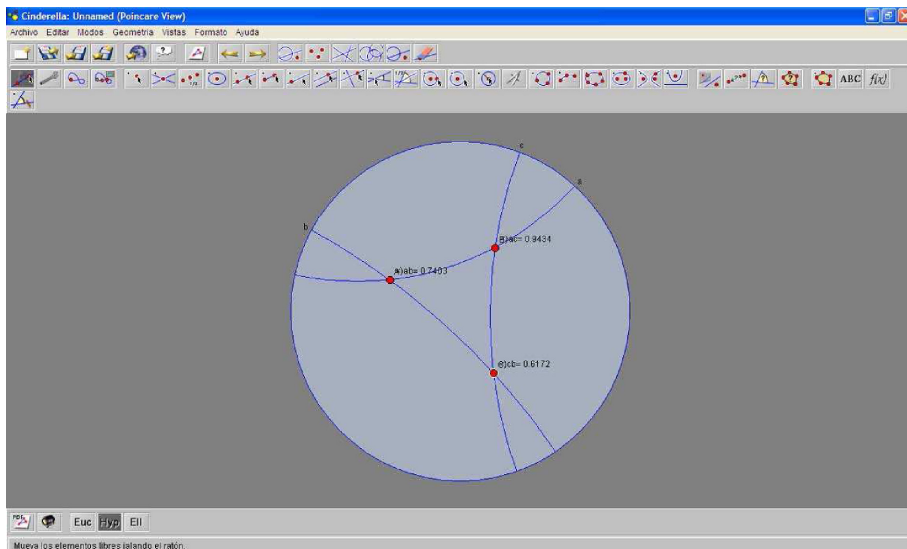 Cinderella: Unnamed (Poincare View)
Archivo Editar Modos Geometria Vistas Formato Ayuda
ABC f(x)
c
a
b
ac= 0.9434
ab= 0.7403
cb= 0.6172
Euc Hyp Ell
Mueva los elementos libres jalando el ratón.